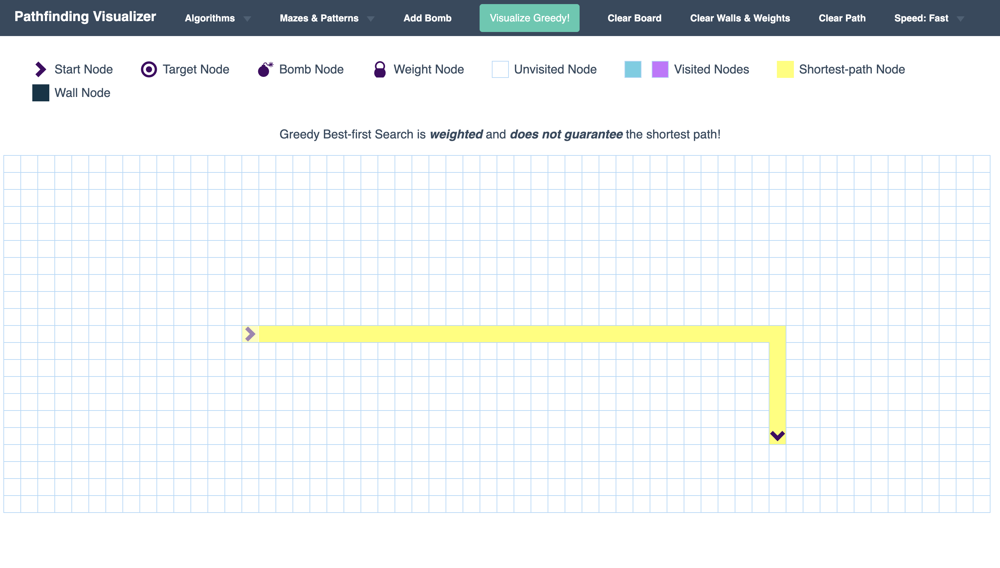 Pathfinding Visualizer Algorithms Mazes & Patterns Add Bomb Visualize Greedy! Clear Board Clear Walls & Weights Clear Path Speed: Fast
Start Node Target Node Bomb Node Weight Node Unvisited Node Visited Nodes Shortest-path Node
Wall Node
Greedy Best-first Search is weighted and does not guarantee the shortest path!